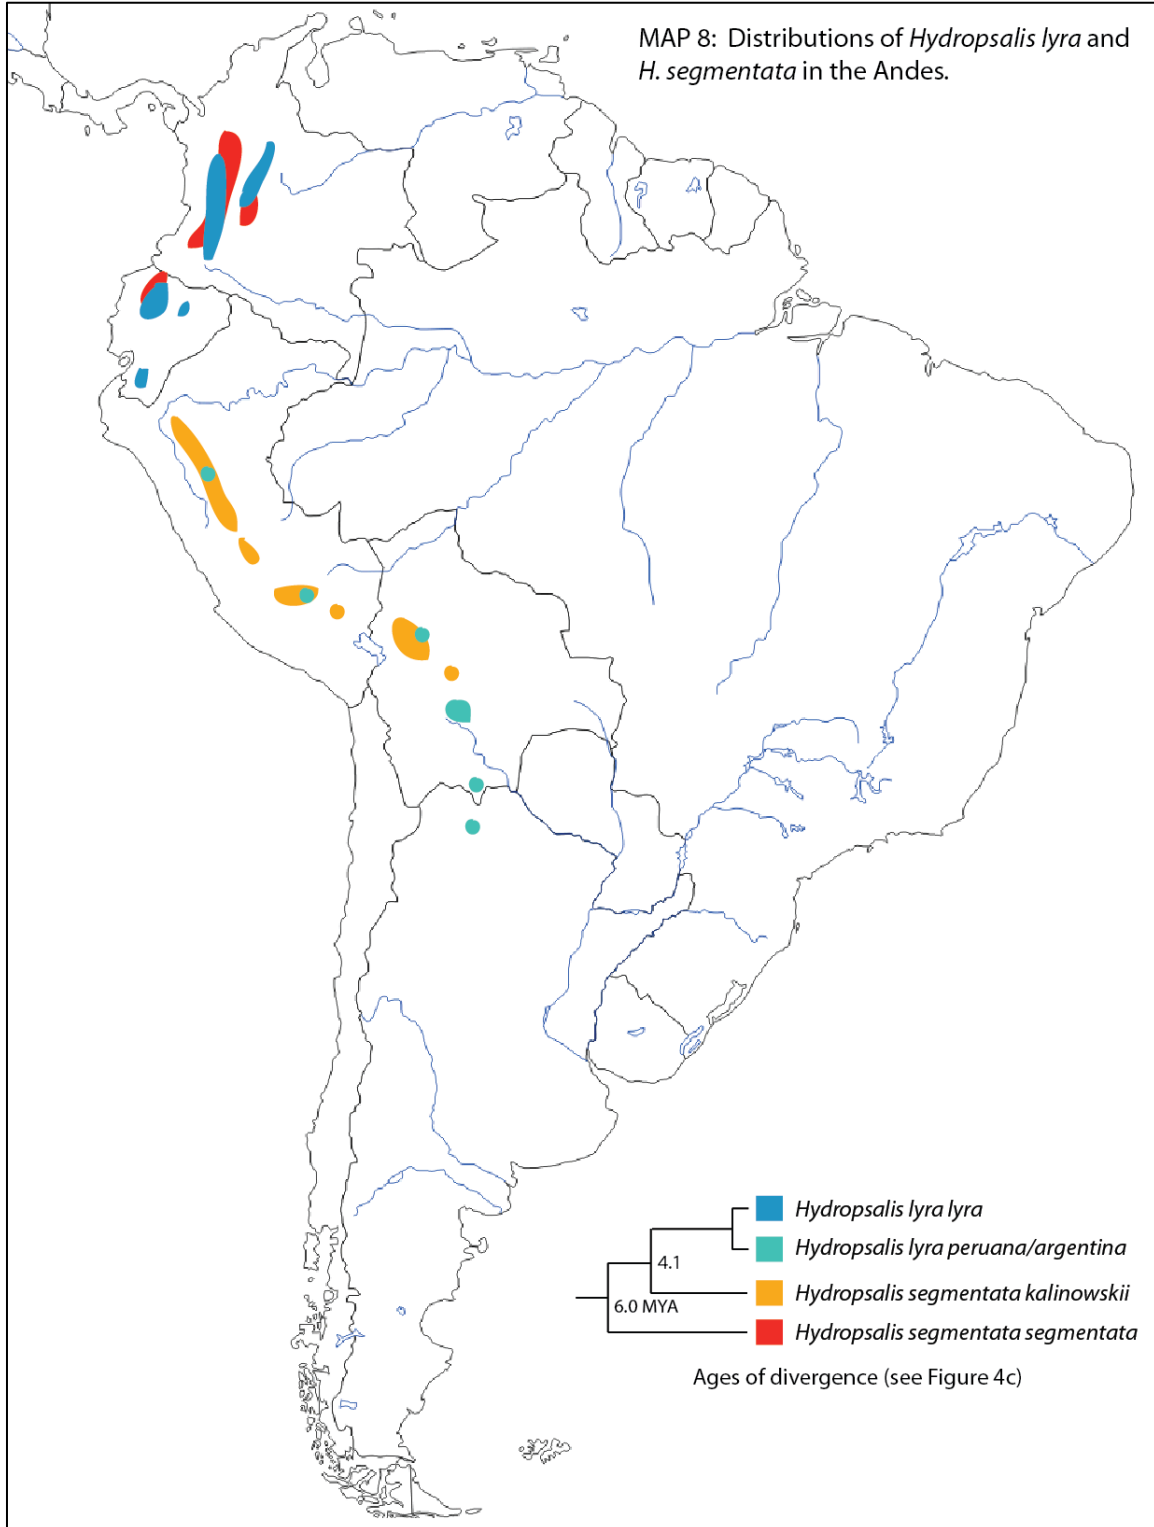 MAP 8: Distributions of Hydropsalis lyra and
H. segmentata in the Andes.
Hydropsalis lyra lyra
Hydropsalis lyra peruana/argentina
4.1
Hydropsalis segmentata kalinowskii
6.0 MYA
Hydropsalis segmentata segmentata
Ages of divergence (see Figure 4c)